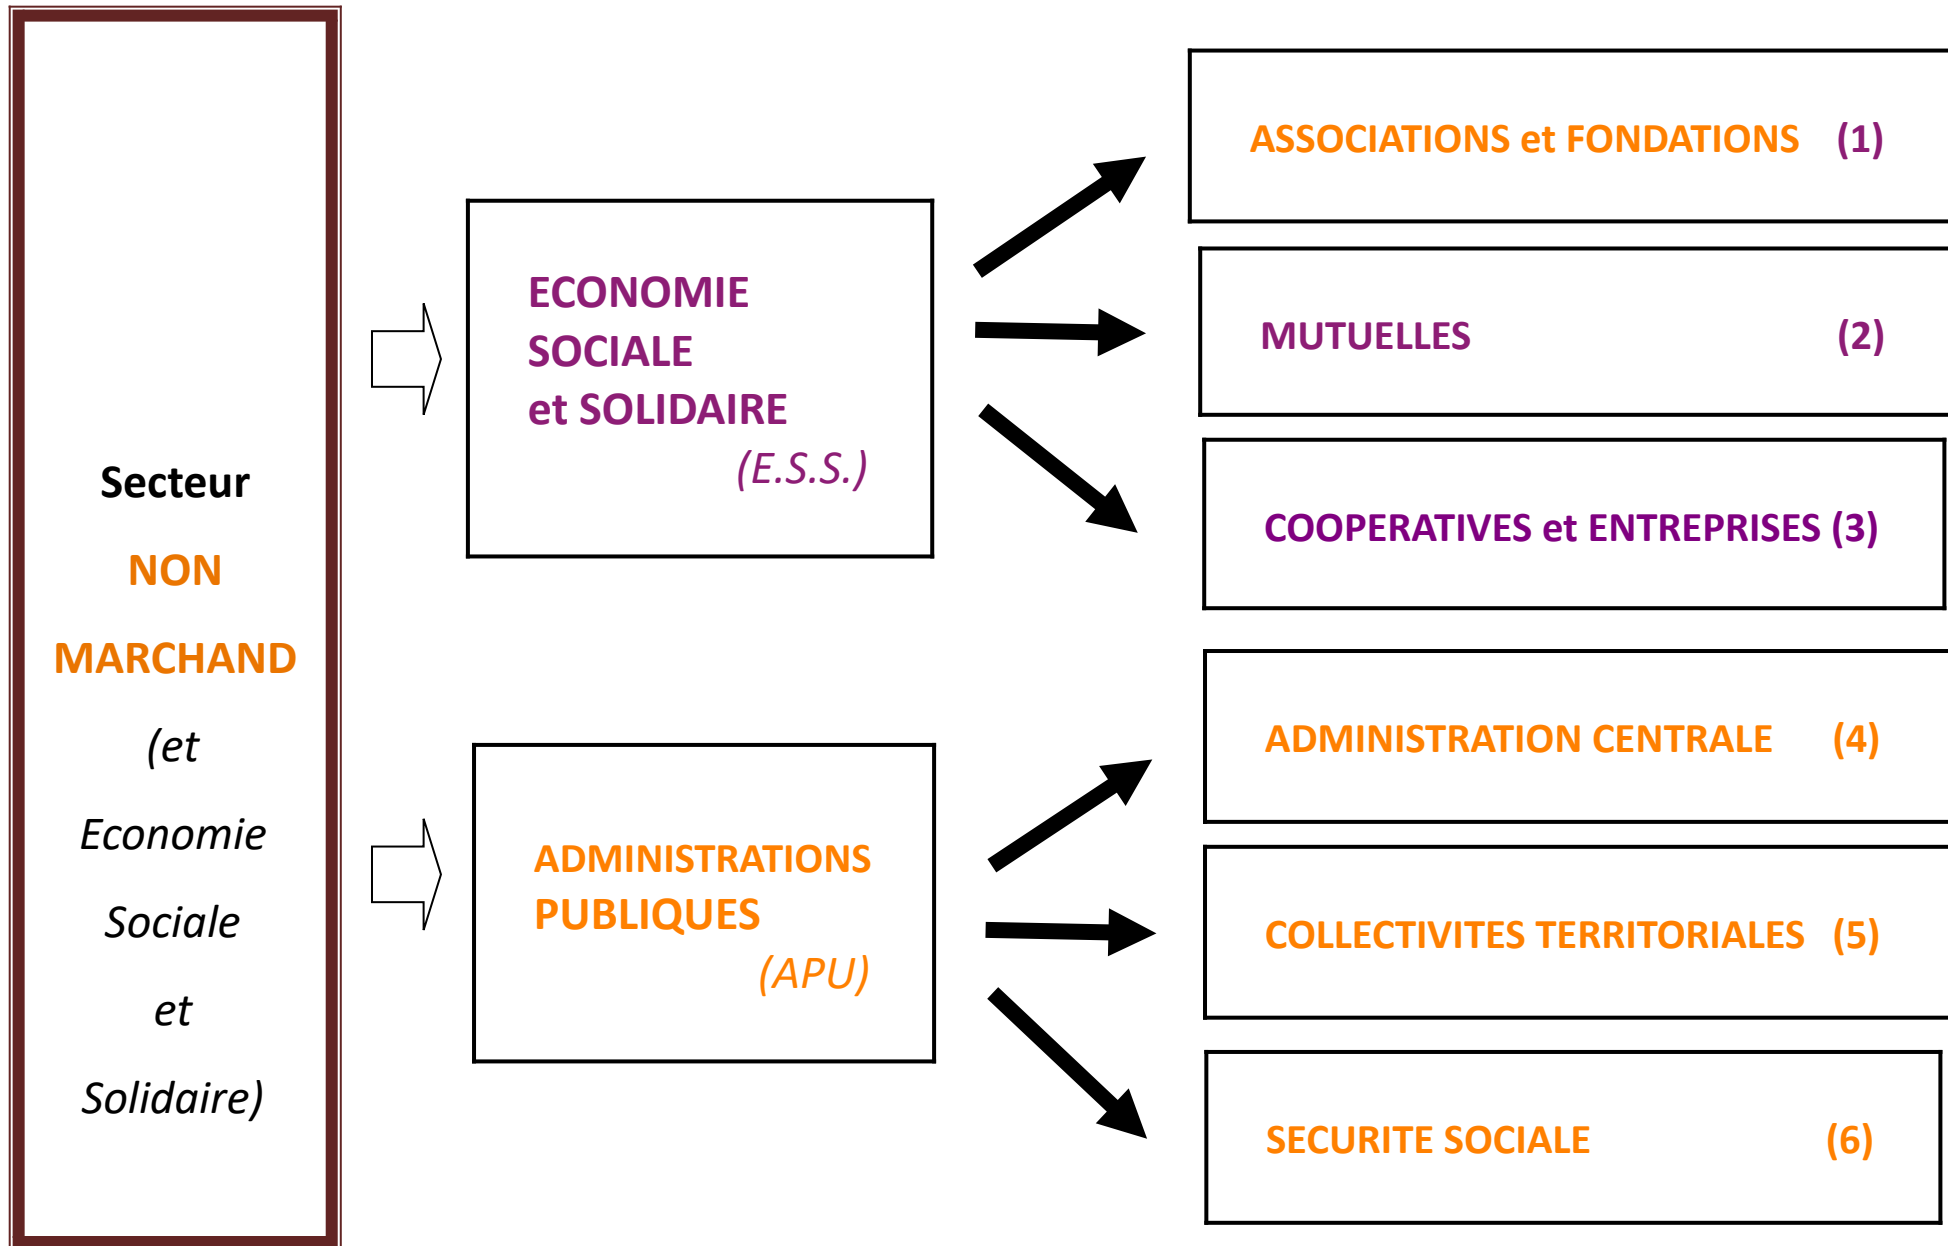 Secteur
NON
MARCHAND
(et
Economie
Sociale
et
Solidaire)
ECONOMIE
SOCIALE
et SOLIDAIRE
(E.S.S.)
ASSOCIATIONS et FONDATIONS (1)
MUTUELLES (2)
COOPERATIVES et ENTREPRISES (3)
ADMINISTRATIONS
PUBLIQUES
(APU)
ADMINISTRATION CENTRALE (4)
COLLECTIVITES TERRITORIALES (5)
SECURITE SOCIALE (6)